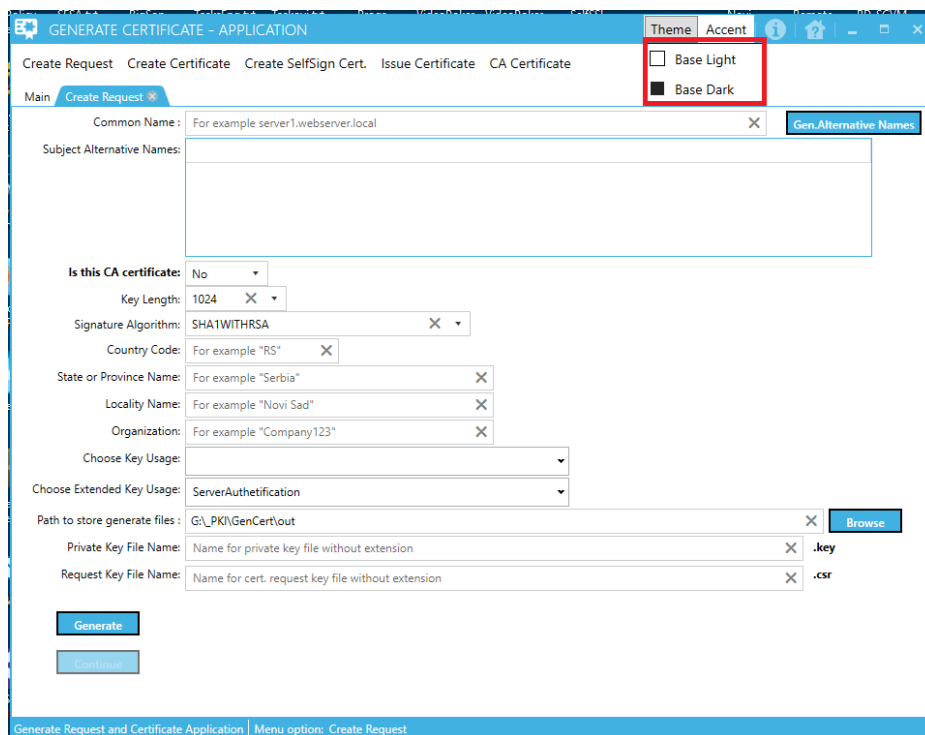 GENERATE CERTIFICATE - APPLICATION Theme Accent
Base Light
Base Dark
Create Request Create Certificate Create SelfSign Cert. Issue Certificate CA Certificate
Main Create Request
Common Name : For example server1.webserver.local Gen.Alternative Names
Subject Alternative Names:
Is this CA certificate: No
Key Length: 1024
Signature Algorithm: SHA1WITHRSA
Country Code: For example "RS"
State or Province Name: For example "Serbia"
Locality Name: For example "Novi Sad"
Organization: For example "Company123"
Choose Key Usage:
Choose Extended Key Usage: ServerAuthetification
Path to store generate files : G:\_PKI\GenCert\out Browse
Private Key File Name: Name for private key file without extension .key
Request Key File Name: Name for cert. request key file without extension .csr
Generate
Continue
Generate Request and Certificate Application Menu option: Create Request